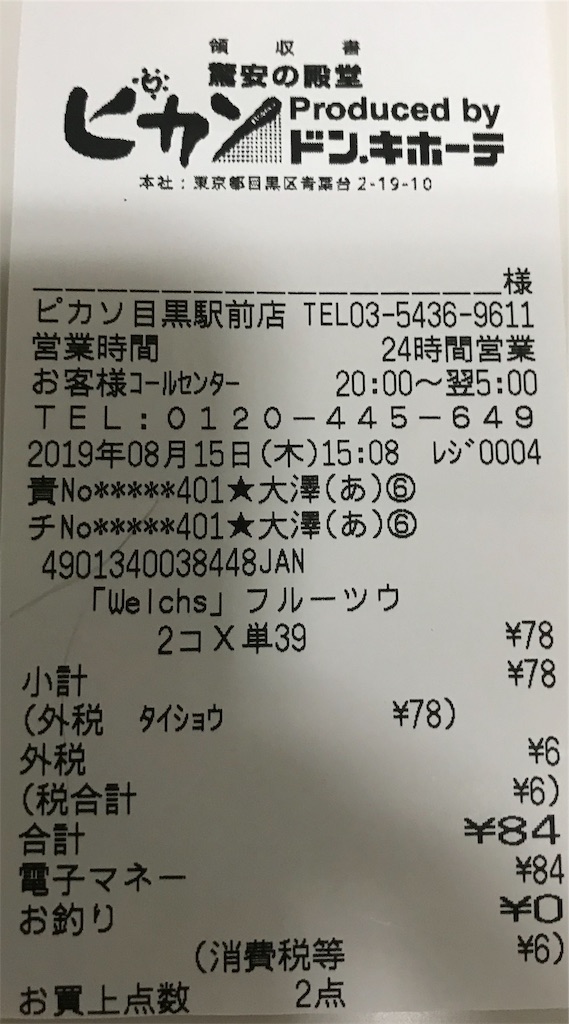 領収書
驚安の殿堂
ピカソ Produced by
ドン.キホーテ
本社：東京都目黒区青葉台2-19-10
様
ピカソ目黒駅前店 TEL03-5436-9611
営業時間 24時間営業
お客様ｺｰﾙｾﾝﾀｰ 20:00～翌5:00
ＴＥＬ：０１２０－４４５－６４９
2019年08月15日(木)15:08 ﾚｼﾞ0004
責No*****401★大澤(あ)⑥
チNo*****401★大澤(あ)⑥
4901340038448JAN
「Welchs」フルーツウ
2コＸ単39 ¥78
小計 ¥78
(外税 ﾀｲｼｮｳ ¥78)
外税 ¥6
(税合計 ¥6)
合計 ¥84
電子マネー ¥84
お釣り ¥0
(消費税等 ¥6)
お買上点数 2点